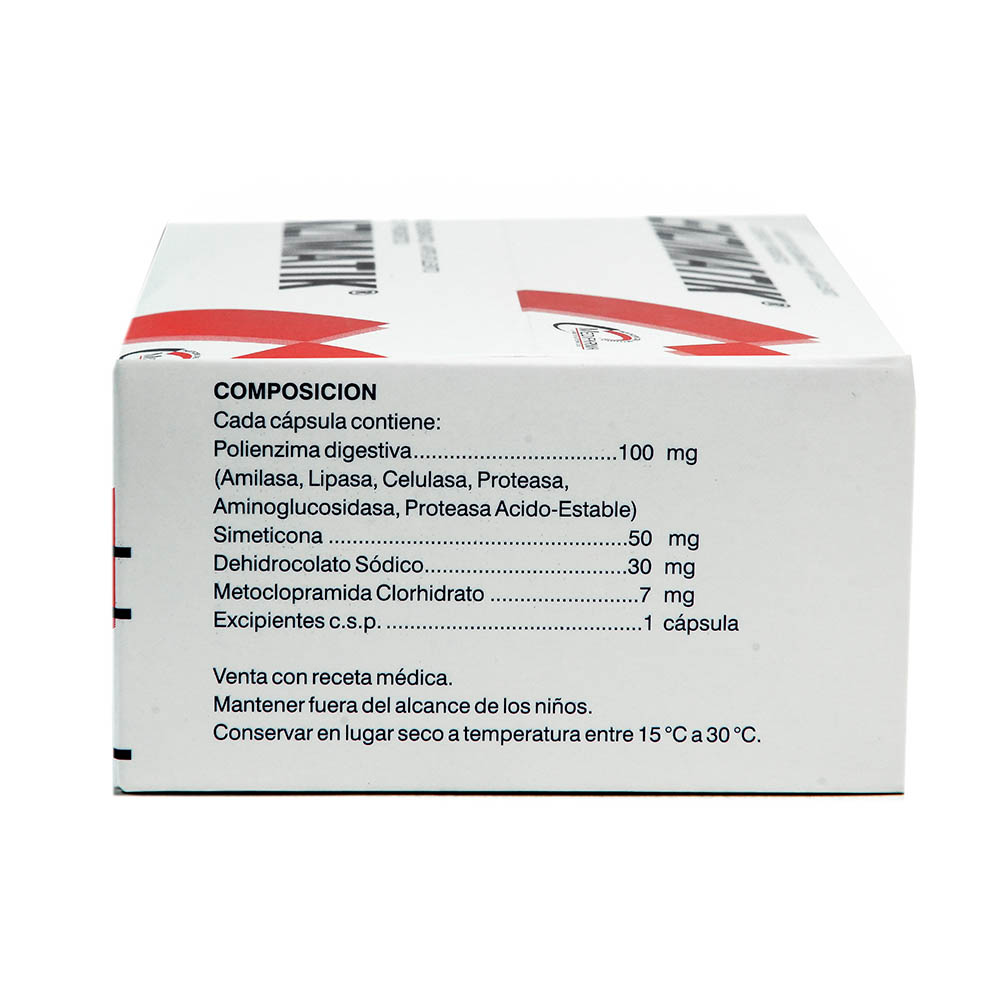 MEPRAMM
COMPOSICION
Cada cápsula contiene:
Polienzima digestiva..................................100 mg
(Amilasa, Lipasa, Celulasa, Proteasa,
Aminoglucosidasa, Proteasa Acido-Estable)
Simeticona ..................................................50 mg
Dehidrocolato Sódico..................................30 mg
Metoclopramida Clorhidrato .........................7 mg
Excipientes c.s.p. ...........................................1 cápsula
Venta con receta médica.
Mantener fuera del alcance de los niños.
Conservar en lugar seco a temperatura entre 15 °C a 30 °C.